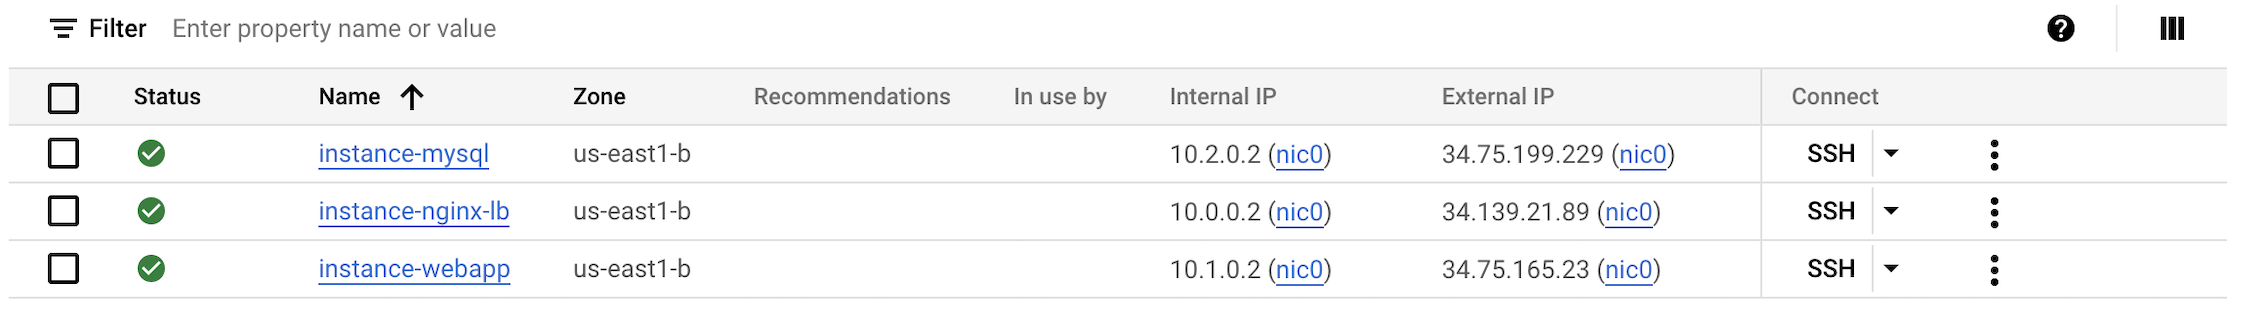 Filter Enter property name or value
Status Name Zone Recommendations In use by Internal IP External IP Connect
instance-mysql us-east1-b 10.2.0.2 (nic0) 34.75.199.229 (nic0) SSH
instance-nginx-lb us-east1-b 10.0.0.2 (nic0) 34.139.21.89 (nic0) SSH
instance-webapp us-east1-b 10.1.0.2 (nic0) 34.75.165.23 (nic0) SSH